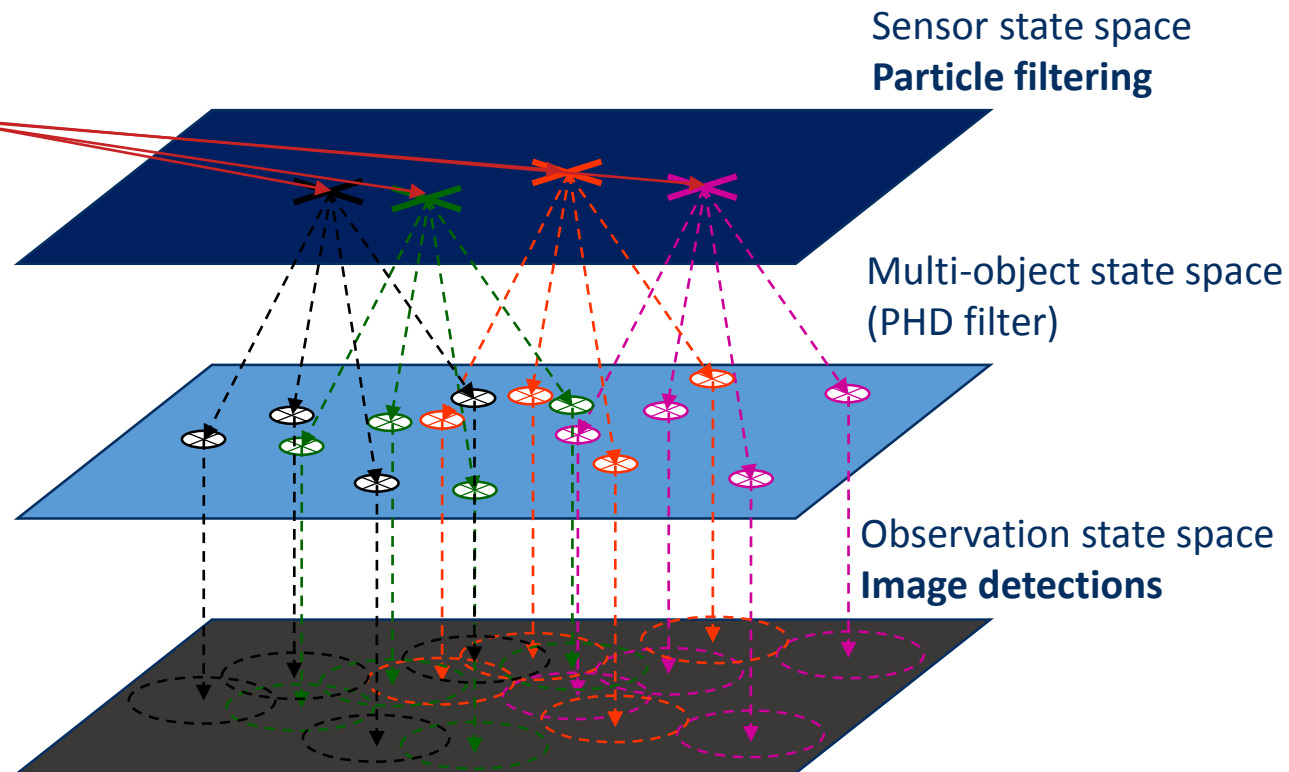 Sensor state space
Particle filtering
Multi-object state space
(PHD filter)
Observation state space
Image detections